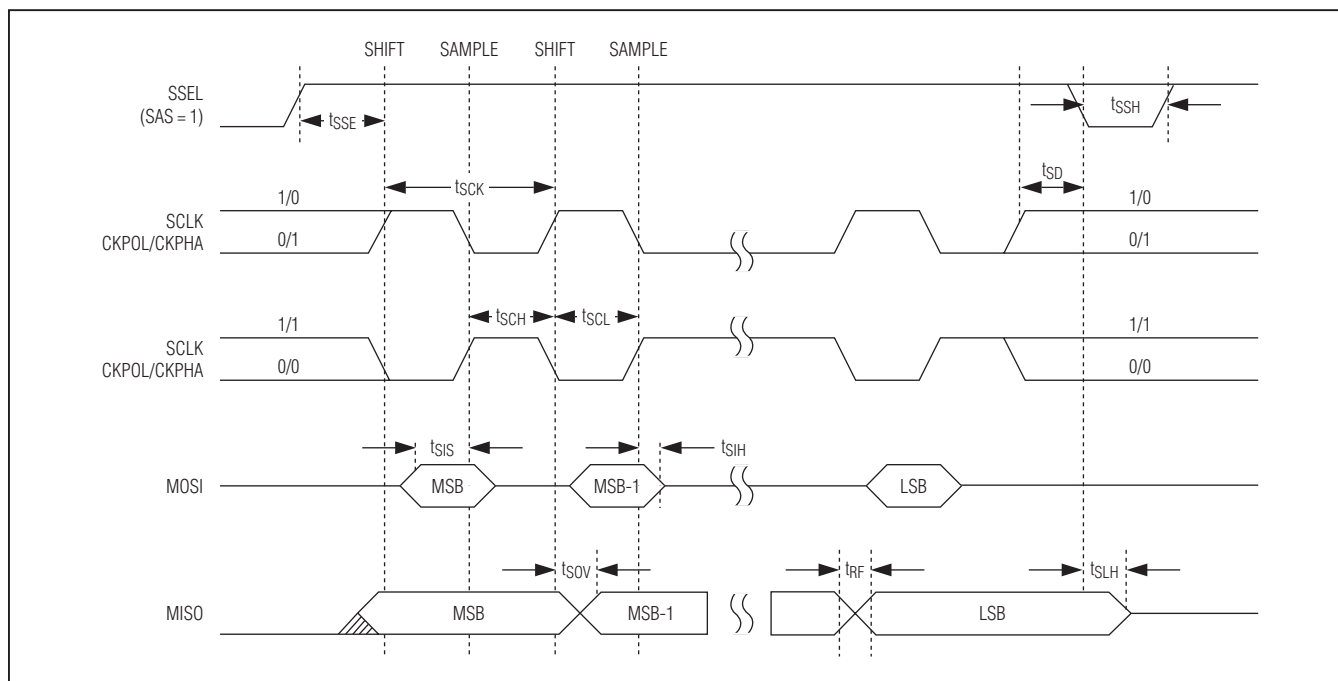 SHIFT SAMPLE SHIFT SAMPLE
SSEL
(SAS = 1)
tSSE
tSSH
tSCK
tSD
1/0 1/0
SCLK
CKPOL/CKPHA
0/1 0/1
tSCH tSCL
1/1 1/1
SCLK
CKPOL/CKPHA
0/0 0/0
tSIS tSIH
MOSI MSB MSB-1 LSB
tSOV tRF tSLH
MISO MSB MSB-1 LSB